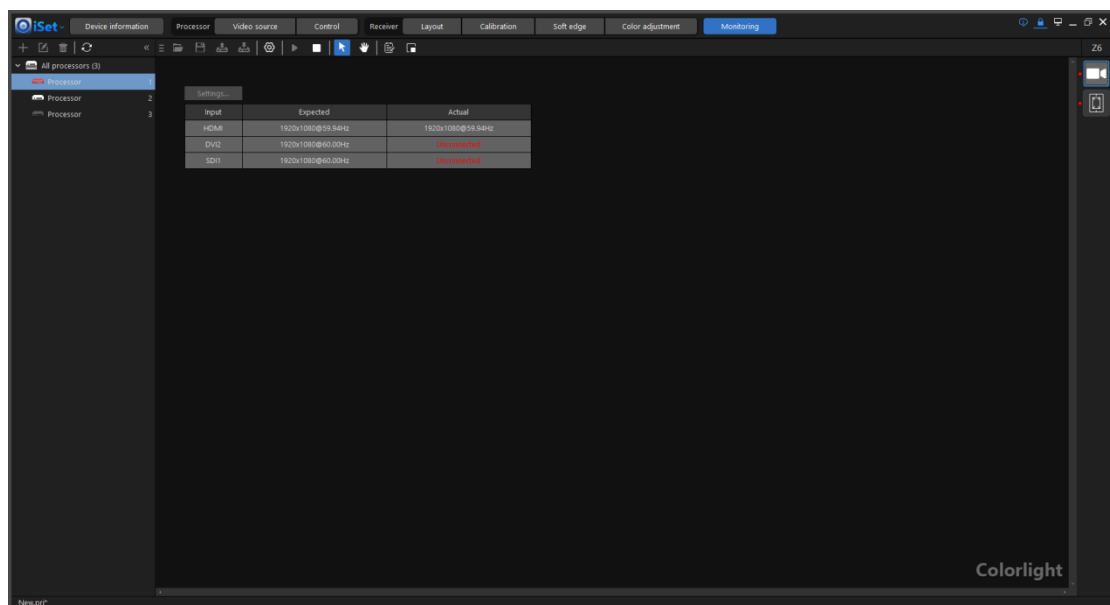 iSet Device information Processor Video source Control Receiver Layout Calibration Soft edge Color adjustment Monitoring
Z6
All processors (3)
Processor 1
Processor 2
Processor 3
Settings...
Input Expected Actual
HDMI 1920x1080@59.94Hz 1920x1080@59.94Hz
DVI2 1920x1080@60.00Hz Disconnected
SDI1 1920x1080@60.00Hz Disconnected
Colorlight
New.prj*